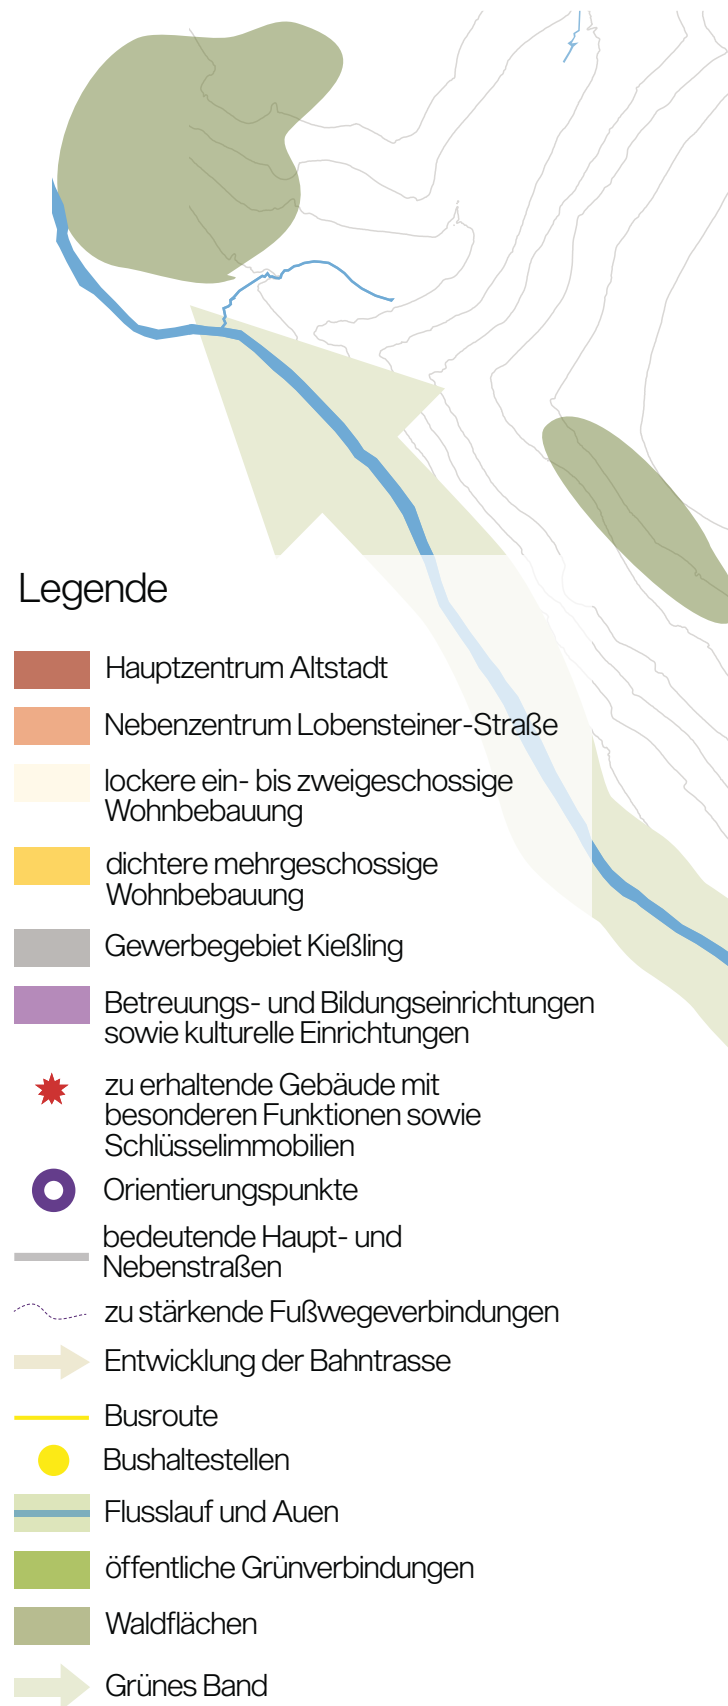 Legende
Hauptzentrum Altstadt
Nebenzentrum Lobensteiner-Straße
lockere ein- bis zweigeschossige
Wohnbebauung
dichtere mehrgeschossige
Wohnbebauung
Gewerbegebiet Kießling
Betreuungs- und Bildungseinrichtungen
sowie kulturelle Einrichtungen
zu erhaltende Gebäude mit
besonderen Funktionen sowie
Schlüsselimmobilien
Orientierungspunkte
bedeutende Haupt- und
Nebenstraßen
zu stärkende Fußwegeverbindungen
Entwicklung der Bahntrasse
Busroute
Bushaltestellen
Flusslauf und Auen
öffentliche Grünverbindungen
Waldflächen
Grünes Band